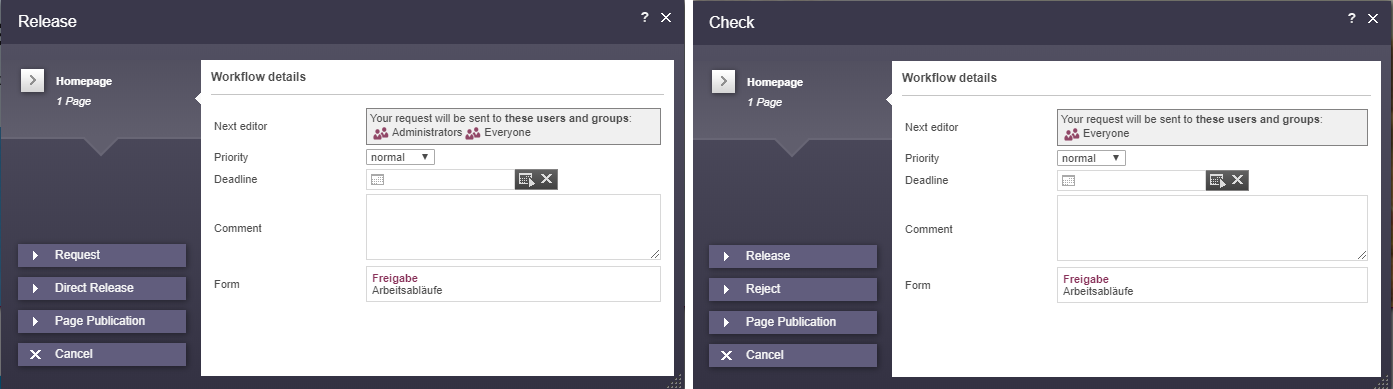 Release
?
Homepage
1 Page
Request
Direct Release
Page Publication
Cancel
Workflow details
Next editor
Your request will be sent to these users and groups:
Administrators Everyone
Priority
normal
Deadline
Comment
Form
Freigabe
Arbeitsabläufe
Check
?
Homepage
1 Page
Release
Reject
Page Publication
Cancel
Workflow details
Next editor
Your request will be sent to these users and groups:
Everyone
Priority
normal
Deadline
Comment
Form
Freigabe
Arbeitsabläufe